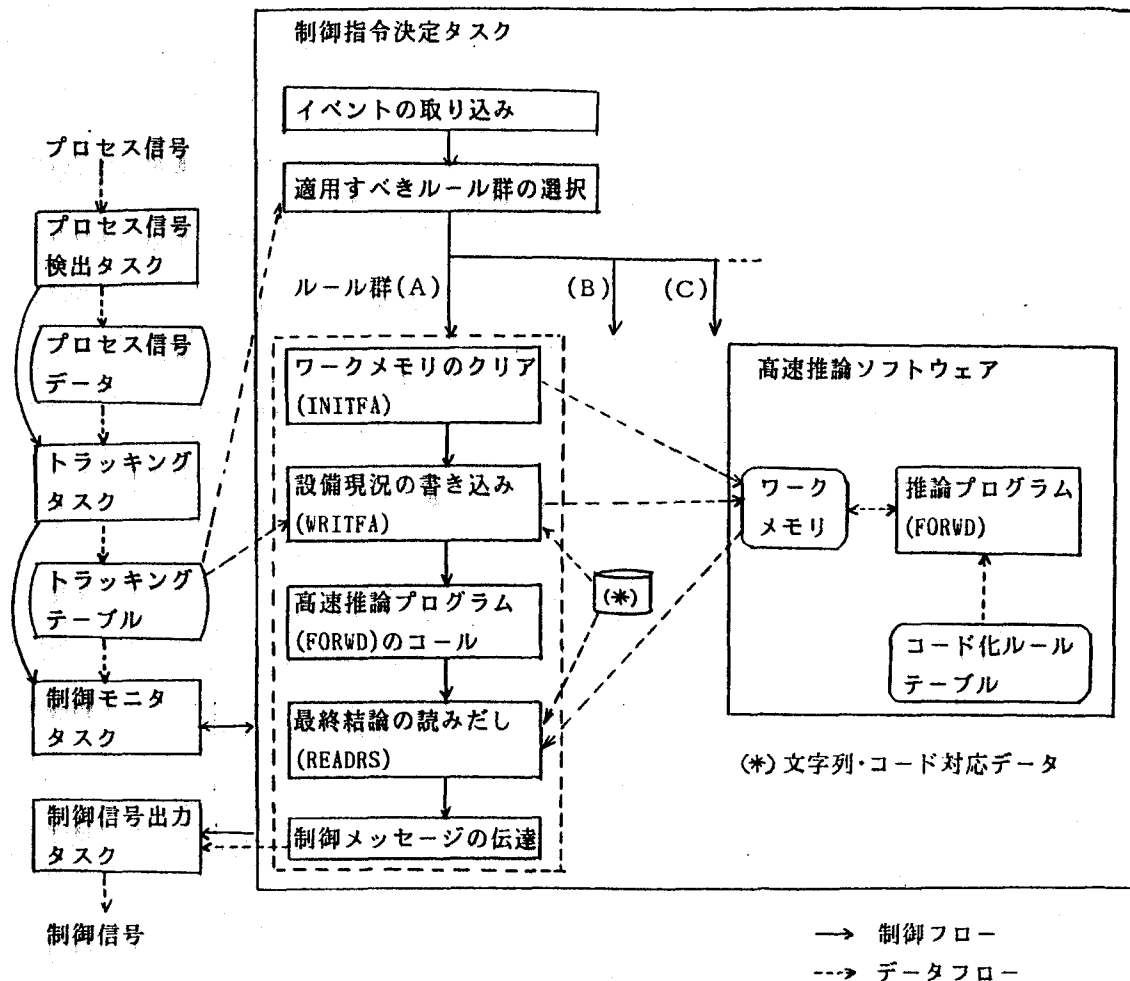 制御指令決定タスク
イベントの取り込み
適用すべきルール群の選択
ルール群(A)
(B)
(C)
プロセス信号
プロセス信号
検出タスク
プロセス信号
データ
トラッキング
タスク
トラッキング
テーブル
制御モニタ
タスク
制御信号出力
タスク
制御信号
ワークメモリのクリア
(INITFA)
設備現況の書き込み
(WRITFA)
高速推論プログラム
(FORWD)のコール
最終結論の読みだし
(READRS)
制御メッセージの伝達
(*)
高速推論ソフトウェア
ワーク
メモリ
推論プログラム
(FORWD)
コード化ルール
テーブル
(*)文字列・コード対応データ
制御フロー
データフロー